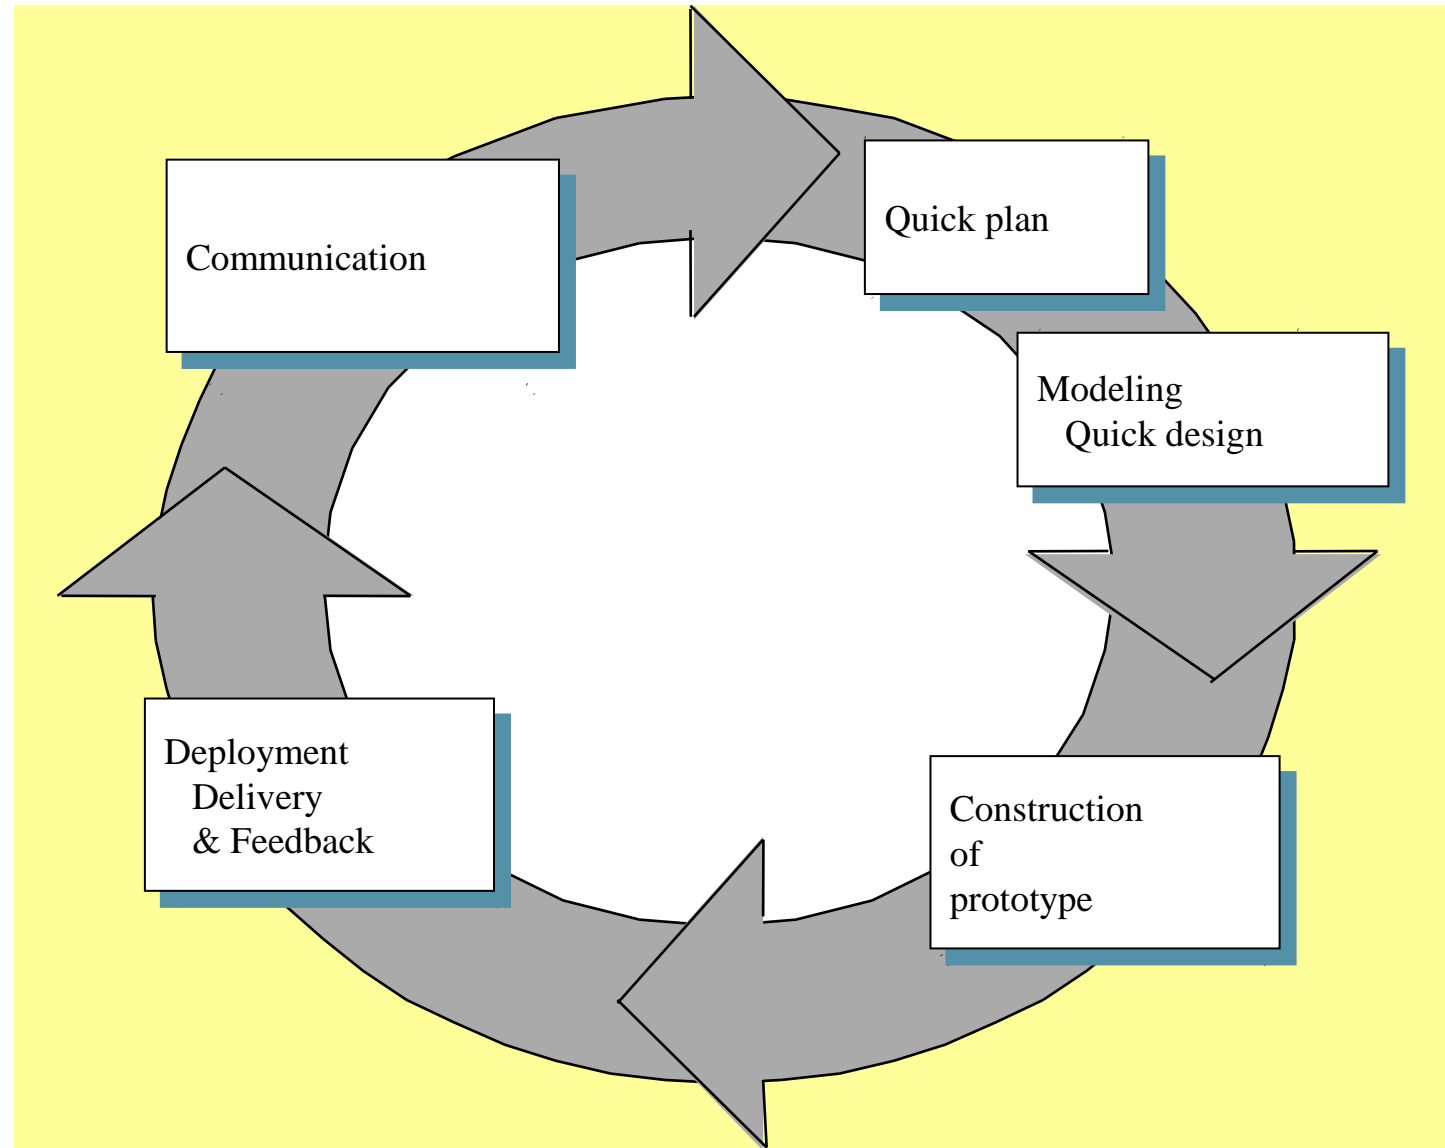 Communication
Quick plan
Modeling
Quick design
Construction
of
prototype
Deployment
Delivery
& Feedback